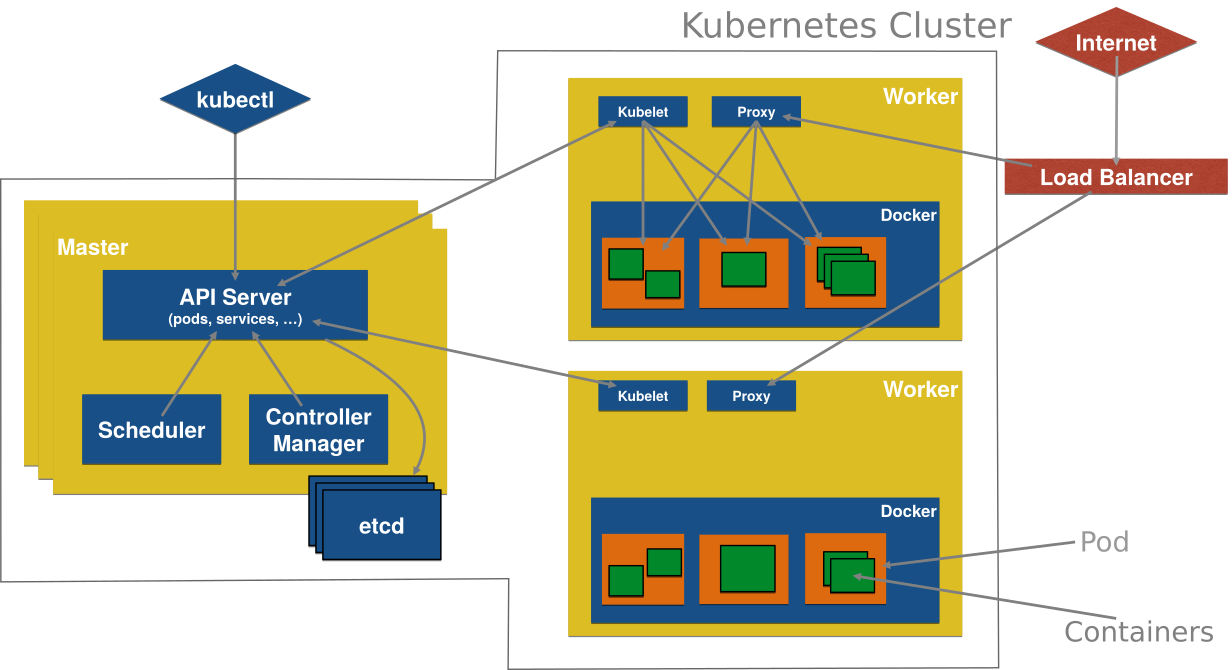 Kubernetes Cluster
Internet
kubectl
Worker
Kubelet
Proxy
Load Balancer
Docker
Master
API Server
(pods, services, ...)
Scheduler
Controller
Manager
etcd
Worker
Kubelet
Proxy
Docker
Pod
Containers